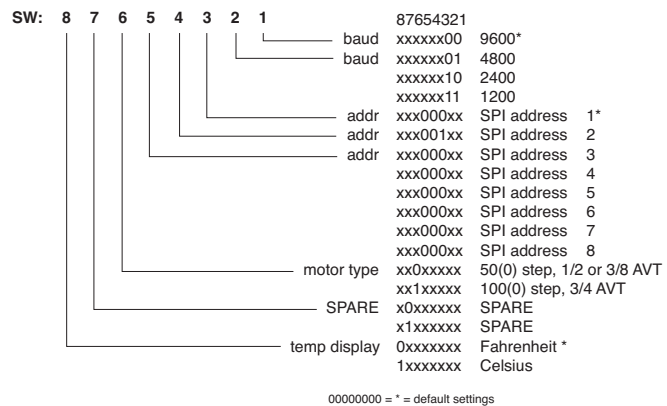 SW: 8 7 6 5 4 3 2 1 87654321
baud xxxxxx00 9600*
baud xxxxxx01 4800
xxxxxx10 2400
xxxxxx11 1200
addr xxx000xx SPI address 1*
addr xxx001xx SPI address 2
addr xxx000xx SPI address 3
xxx000xx SPI address 4
xxx000xx SPI address 5
xxx000xx SPI address 6
xxx000xx SPI address 7
xxx000xx SPI address 8
motor type xx0xxxxx 50(0) step, 1/2 or 3/8 AVT
xx1xxxxx 100(0) step, 3/4 AVT
SPARE x0xxxxxx SPARE
x1xxxxxx SPARE
temp display 0xxxxxxx Fahrenheit *
1xxxxxxx Celsius
00000000 = * = default settings